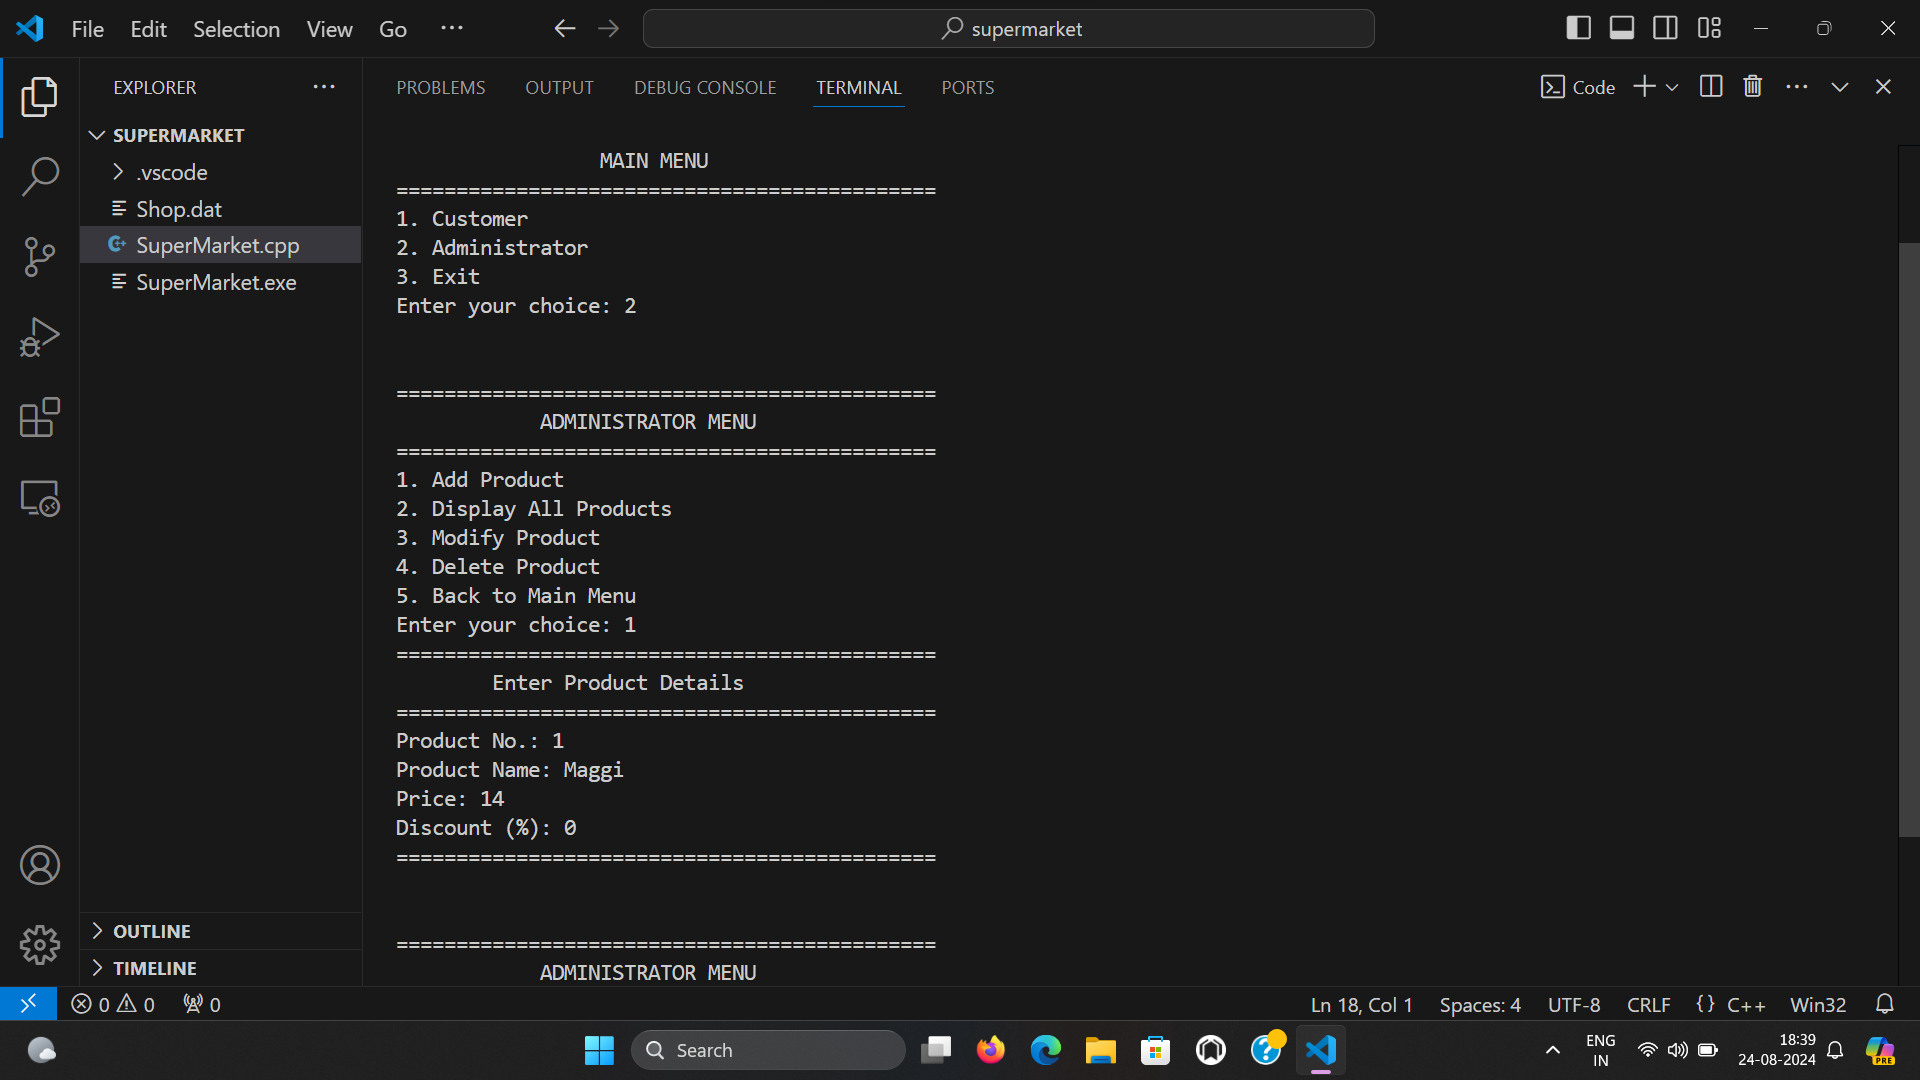 File Edit Selection View Go ··· supermarket
EXPLORER ···
PROBLEMS OUTPUT DEBUG CONSOLE TERMINAL PORTS Code
SUPERMARKET
.vscode
Shop.dat
SuperMarket.cpp
SuperMarket.exe
OUTLINE
TIMELINE
MAIN MENU
=============================================
1. Customer
2. Administrator
3. Exit
Enter your choice: 2
=============================================
ADMINISTRATOR MENU
=============================================
1. Add Product
2. Display All Products
3. Modify Product
4. Delete Product
5. Back to Main Menu
Enter your choice: 1
=============================================
Enter Product Details
=============================================
Product No.: 1
Product Name: Maggi
Price: 14
Discount (%): 0
=============================================
=============================================
ADMINISTRATOR MENU
0 0 0 Ln 18, Col 1 Spaces: 4 UTF-8 CRLF {} C++ Win32
Search
ENG
IN
18:39
24-08-2024
PRE